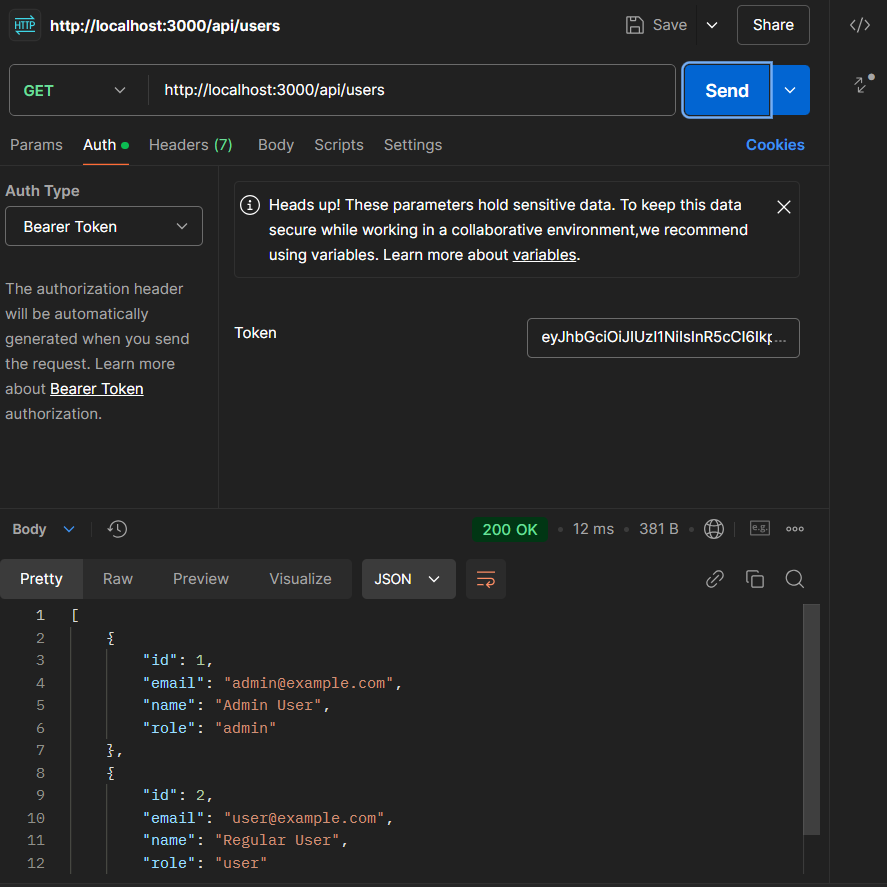 HTTP http://localhost:3000/api/users Save Share
GET http://localhost:3000/api/users Send
Params Auth Headers (7) Body Scripts Settings Cookies
Auth Type
Bearer Token
The authorization header
will be automatically
generated when you send
the request. Learn more
about Bearer Token
authorization.
Heads up! These parameters hold sensitive data. To keep this data
secure while working in a collaborative environment,we recommend
using variables. Learn more about variables.
Token eyJhbGciOiJIUzI1NiIsInR5cCI6Ikp...
Body 200 OK 12 ms 381 B e.g.
Pretty Raw Preview Visualize JSON
1 [
2 {
3 "id": 1,
4 "email": "admin@example.com",
5 "name": "Admin User",
6 "role": "admin"
7 },
8 {
9 "id": 2,
10 "email": "user@example.com",
11 "name": "Regular User",
12 "role": "user"